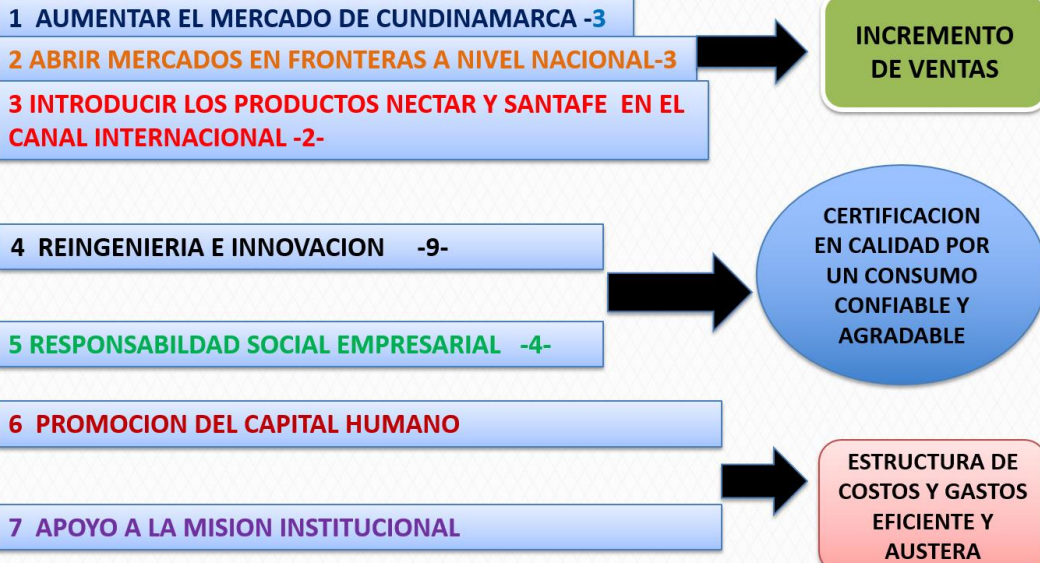 1 AUMENTAR EL MERCADO DE CUNDINAMARCA -3
2 ABRIR MERCADOS EN FRONTERAS A NIVEL NACIONAL-3
3 INTRODUCIR LOS PRODUCTOS NECTAR Y SANTAFE EN EL
CANAL INTERNACIONAL -2-
INCREMENTO
DE VENTAS
4 REINGENIERIA E INNOVACION -9-
5 RESPONSABILDAD SOCIAL EMPRESARIAL -4-
CERTIFICACION
EN CALIDAD POR
UN CONSUMO
CONFIABLE Y
AGRADABLE
6 PROMOCION DEL CAPITAL HUMANO
7 APOYO A LA MISION INSTITUCIONAL
ESTRUCTURA DE
COSTOS Y GASTOS
EFICIENTE Y
AUSTERA